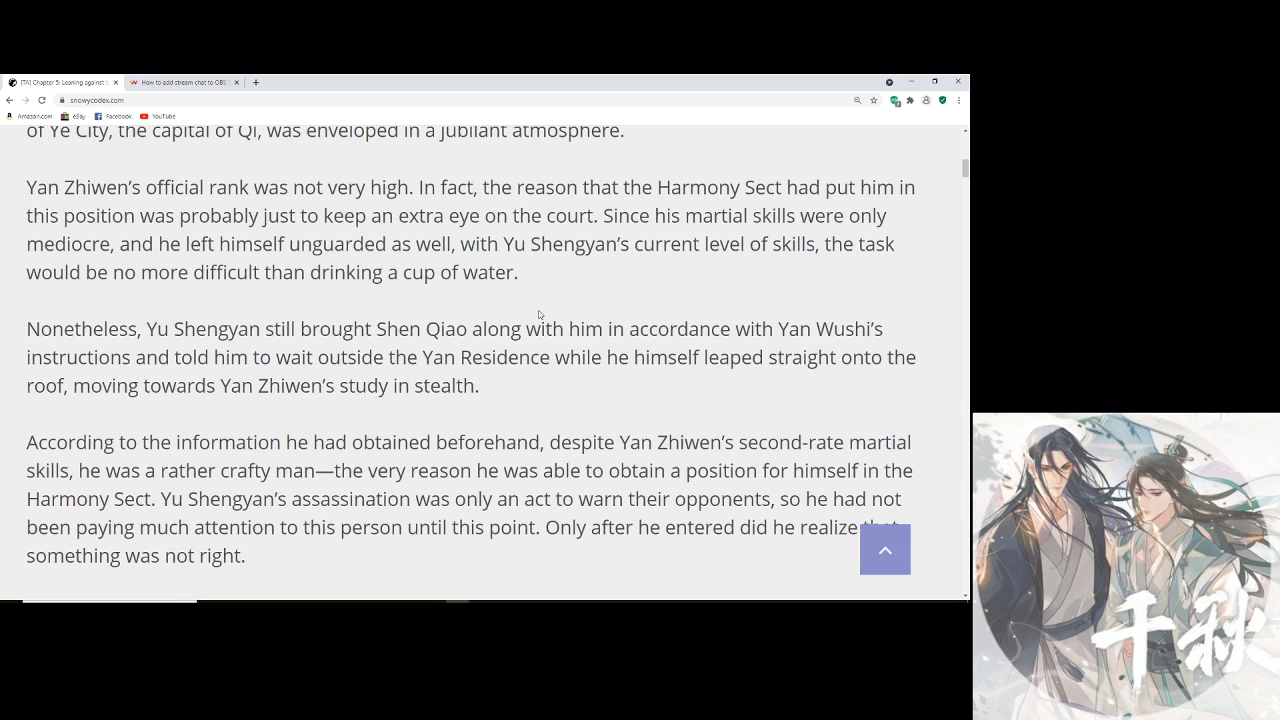 [TA] Chapter 5: Leaning against t
How to add stream chat to OBS
snowycodex.com
Amazon.com
eBay
Facebook
YouTube
of Ye City, the capital of Qi, was enveloped in a jubilant atmosphere.
Yan Zhiwen’s official rank was not very high. In fact, the reason that the Harmony Sect had put him in
this position was probably just to keep an extra eye on the court. Since his martial skills were only
mediocre, and he left himself unguarded as well, with Yu Shengyan’s current level of skills, the task
would be no more difficult than drinking a cup of water.
Nonetheless, Yu Shengyan still brought Shen Qiao along with him in accordance with Yan Wushi’s
instructions and told him to wait outside the Yan Residence while he himself leaped straight onto the
roof, moving towards Yan Zhiwen’s study in stealth.
According to the information he had obtained beforehand, despite Yan Zhiwen’s second-rate martial
skills, he was a rather crafty man—the very reason he was able to obtain a position for himself in the
Harmony Sect. Yu Shengyan’s assassination was only an act to warn their opponents, so he had not
been paying much attention to this person until this point. Only after he entered did he realize that
something was not right.
千秋